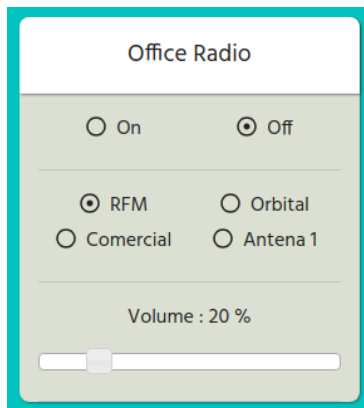 Office Radio
On Off
RFM Orbital
Comercial Antena 1
Volume : 20 %